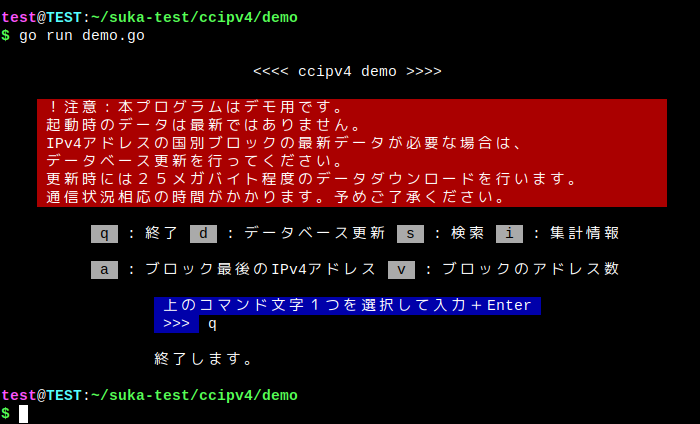 test@TEST:~/suka-test/ccipv4/demo
$ go run demo.go
<<<< ccipv4 demo >>>>
！注意：本プログラムはデモ用です。
起動時のデータは最新ではありません。
IPv4アドレスの国別ブロックの最新データが必要な場合は、
データベース更新を行ってください。
更新時には２５メガバイト程度のデータダウンロードを行います。
通信状況相応の時間がかかります。予めご了承ください。
q : 終了 d : データベース更新 s : 検索 i : 集計情報
a : ブロック最後のIPv4アドレス v : ブロックのアドレス数
上のコマンド文字１つを選択して入力＋Enter
>>> q
終了します。
test@TEST:~/suka-test/ccipv4/demo
$